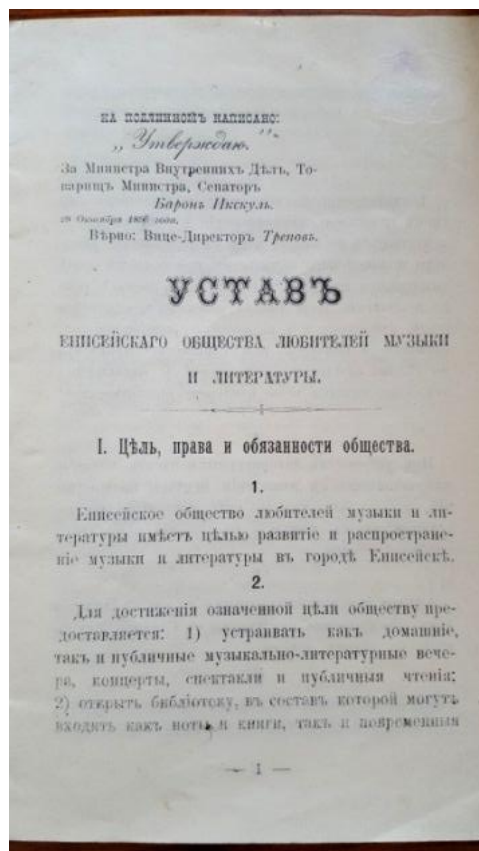 НА ПОДЛИННОМЪ НАПИСАНО:
„Утверждаю.“
За Министра Внутреннихъ Дѣлъ, То-
варищъ Министра, Сенаторъ
Баронъ Икскуль.
Октября года.
Вѣрно: Вице-Директоръ Треповъ.
УСТАВЪ
ЕНИСЕЙСКАГО ОБЩЕСТВА ЛЮБИТЕЛЕЙ МУЗЫКИ
И ЛИТЕРАТУРЫ.
I. Цѣль, права и обязанности общества.
1.
Енисейское общество любителей музыки и ли-
тературы имѣетъ цѣлью развитіе и распростране-
ніе музыки и литературы въ городѣ Енисейскѣ.
2.
Для достиженія означенной цѣли обществу пре-
доставляется: 1) устраивать какъ домашніе,
такъ и публичные музыкально-литературные вече-
ра, концерты, спектакли и публичныя чтенія;
2) открыть библіотеку, въ составъ которой могутъ
входить какъ ноты и книги, такъ и повременныя
— 1 —